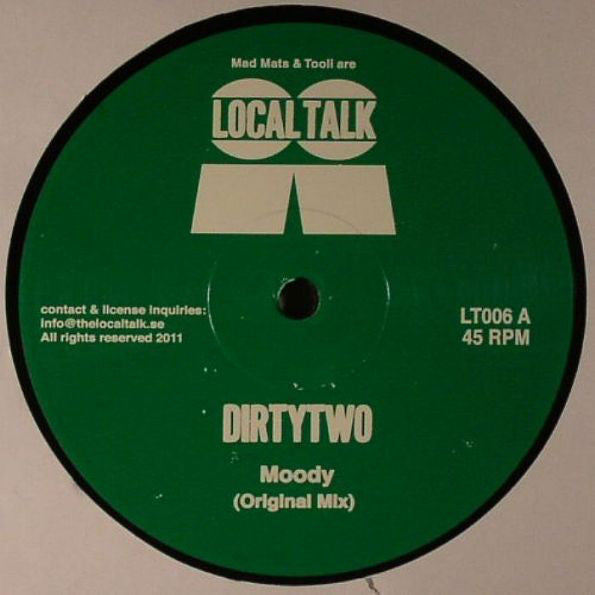 Mad Mats & Tooli are
LOCAL TALK
contact & license inquiries:
info@thelocaltalk.se
All rights reserved 2011
LT006 A
45 RPM
DIRTYTWO
Moody
(Original Mix)